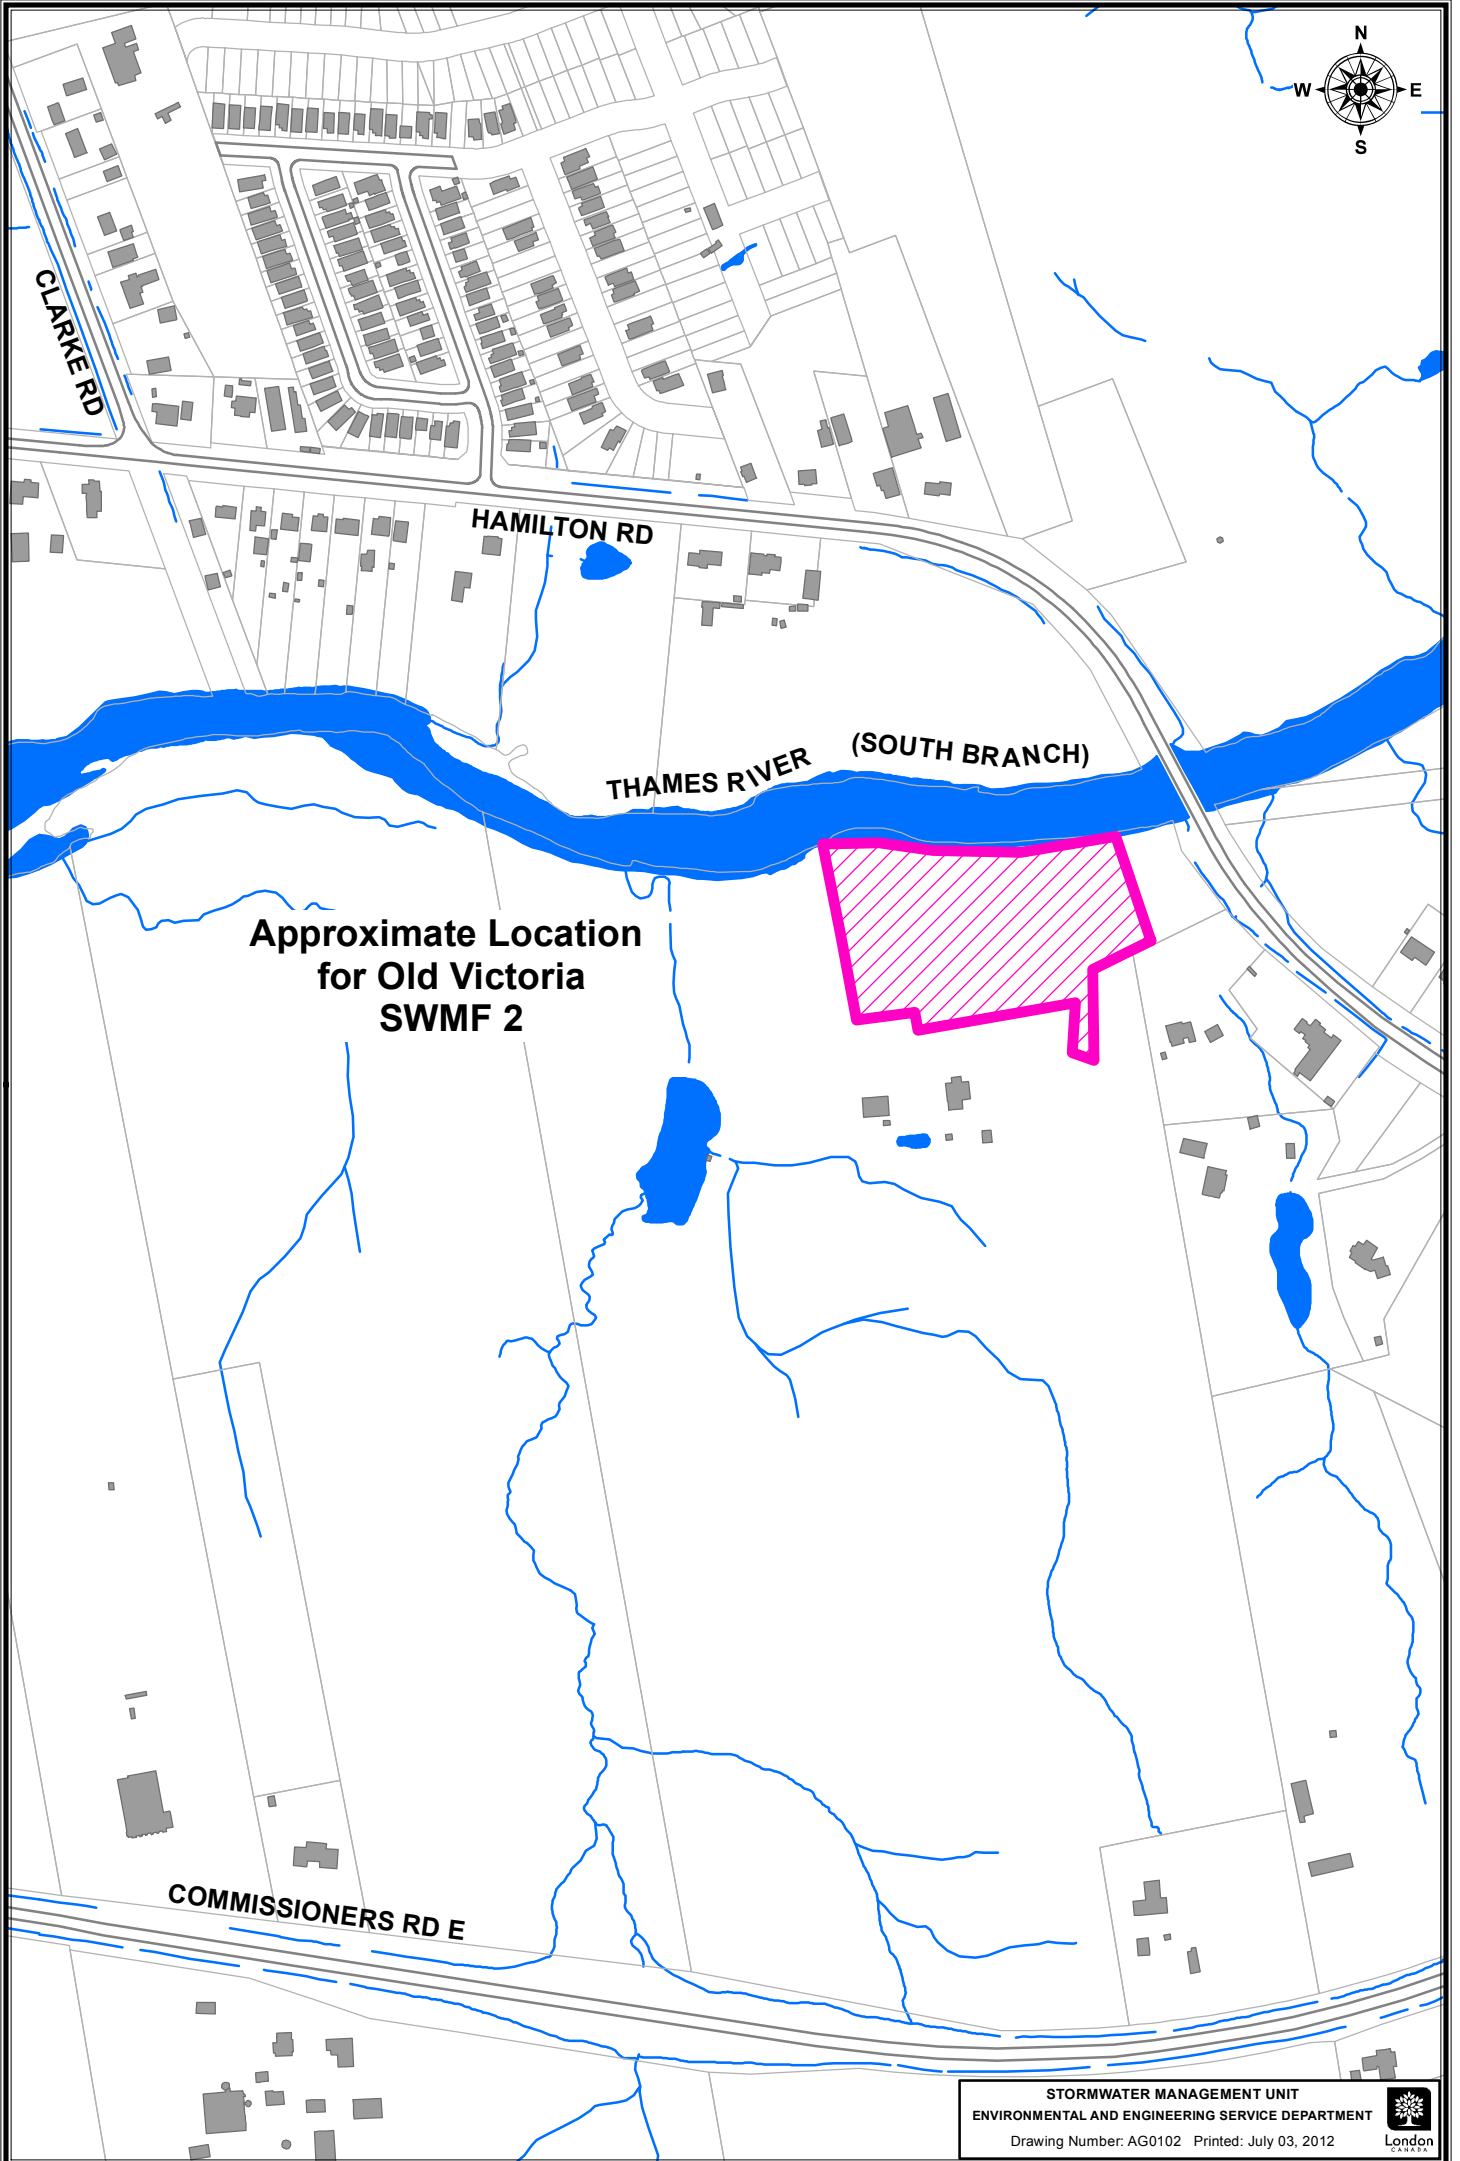 N
W E
S
CLARKE RD
HAMILTON RD
THAMES RIVER (SOUTH BRANCH)
Approximate Location
for Old Victoria
SWMF 2
COMMISSIONERS RD E
STORMWATER MANAGEMENT UNIT
ENVIRONMENTAL AND ENGINEERING SERVICE DEPARTMENT
Drawing Number: AG0102 Printed: July 03, 2012
London
CANADA